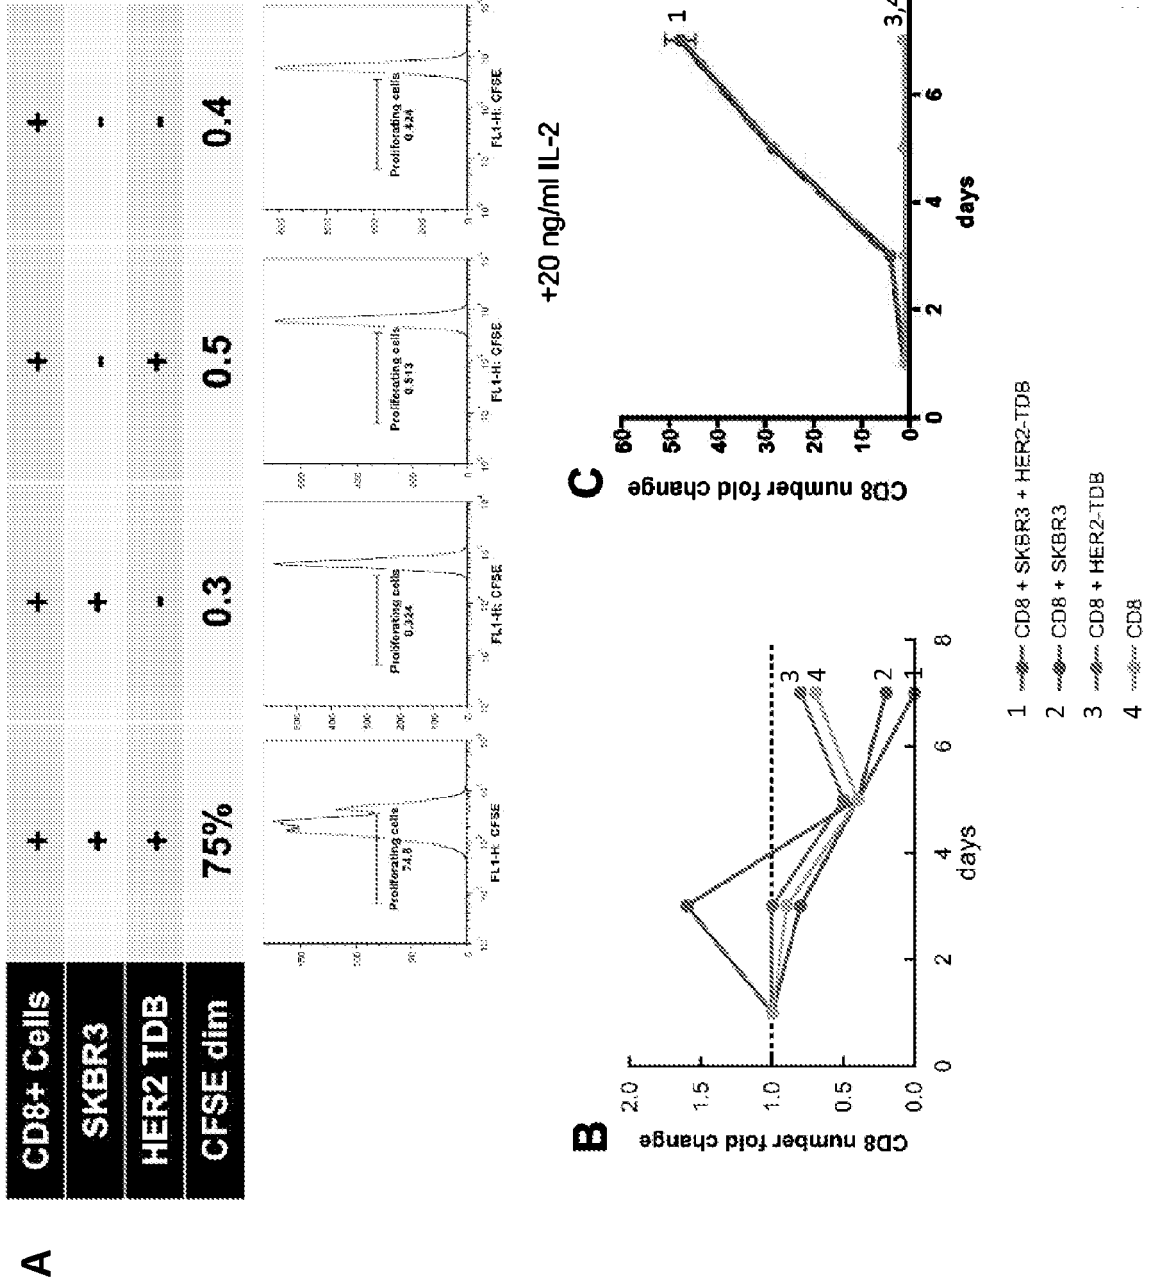 A
CD8+ Cells + + + +
SKBR3 + + - -
HER2 TDB + - + -
CFSE dim 75% 0.3 0.5 0.4
Proliferating cells
74.8
FL1-H: CFSE
Proliferating cells
0.324
FL1-H: CFSE
Proliferating cells
0.513
FL1-H: CFSE
Proliferating cells
0.424
FL1-H: CFSE
B
CD8 number fold change
2.0
1.5
1.0
0.5
0.0
0 2 4 6 8
days
3
4
2
1
+20 ng/ml IL-2
C
CD8 number fold change
60
50
40
30
20
10
0
0 2 4 6
days
1
3,4
1 CD8 + SKBR3 + HER2-TDB
2 CD8 + SKBR3
3 CD8 + HER2-TDB
4 CD8